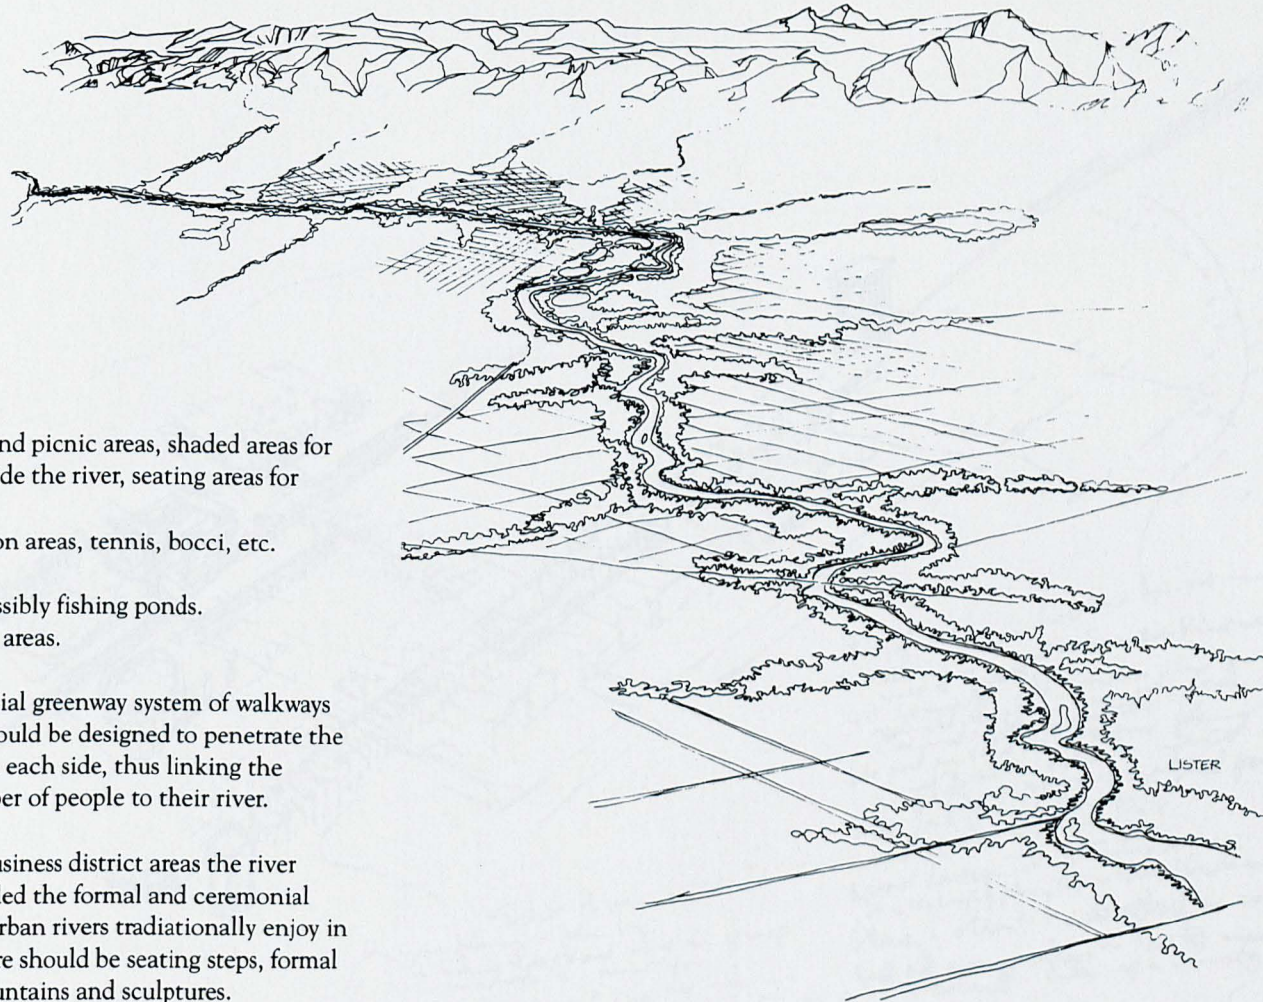 nd picnic areas, shaded areas for
de the river, seating areas for
on areas, tennis, bocci, etc.
ssibly fishing ponds.
areas.
ial greenway system of walkways
ould be designed to penetrate the
each side, thus linking the
ber of people to their river.
LISTER
usiness district areas the river
led the formal and ceremonial
rban rivers tradiationally enjoy in
re should be seating steps, formal
untains and sculptures.